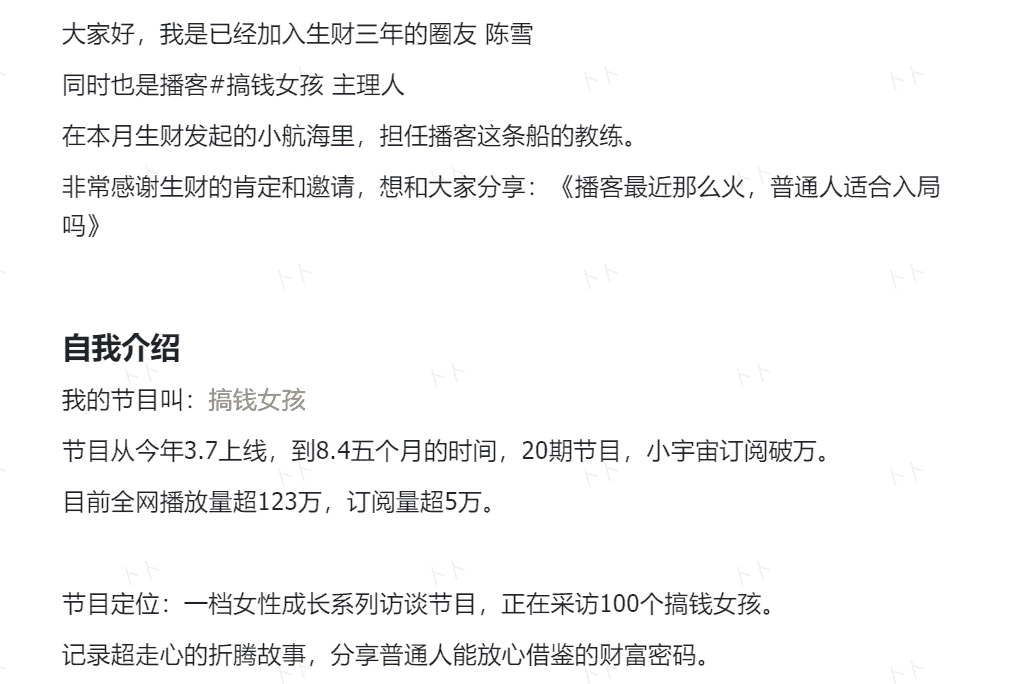 大家好，我是已经加入生财三年的圈友 陈雪
同时也是播客#搞钱女孩 主理人
在本月生财发起的小航海里，担任播客这条船的教练。
非常感谢生财的肯定和邀请，想和大家分享：《播客最近那么火，普通人适合入局
吗》
自我介绍
我的节目叫：搞钱女孩
节目从今年3.7上线，到8.4五个月的时间，20期节目，小宇宙订阅破万。
目前全网播放量超123万，订阅量超5万。
节目定位：一档女性成长系列访谈节目，正在采访100个搞钱女孩。
记录超走心的折腾故事，分享普通人能放心借鉴的财富密码。